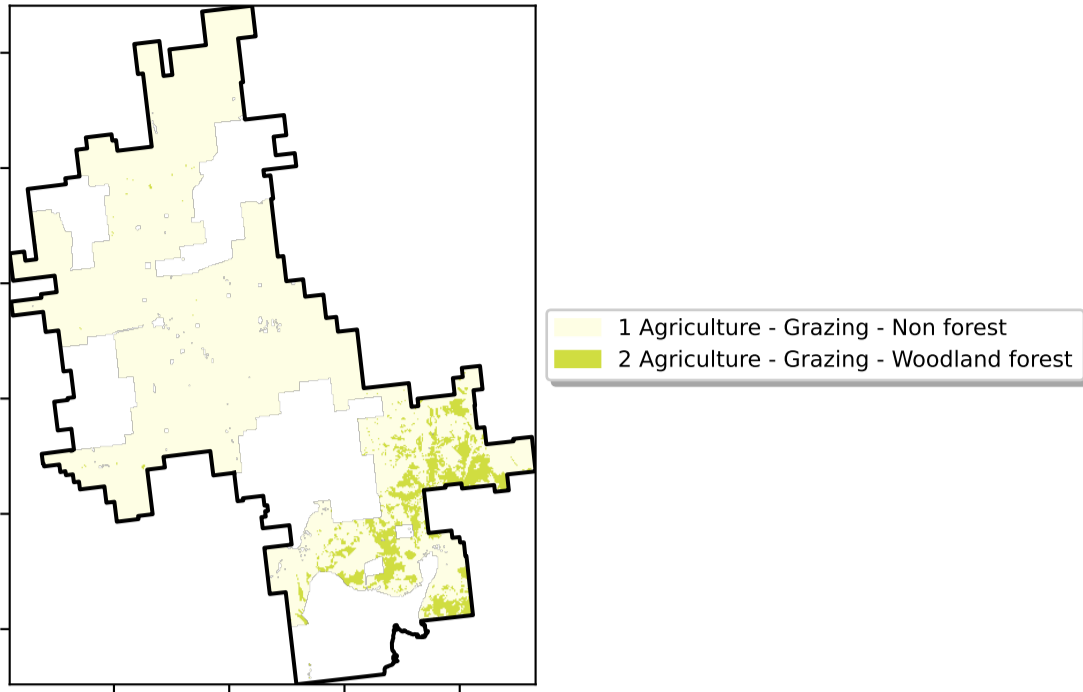 1 Agriculture - Grazing - Non forest
2 Agriculture - Grazing - Woodland forest